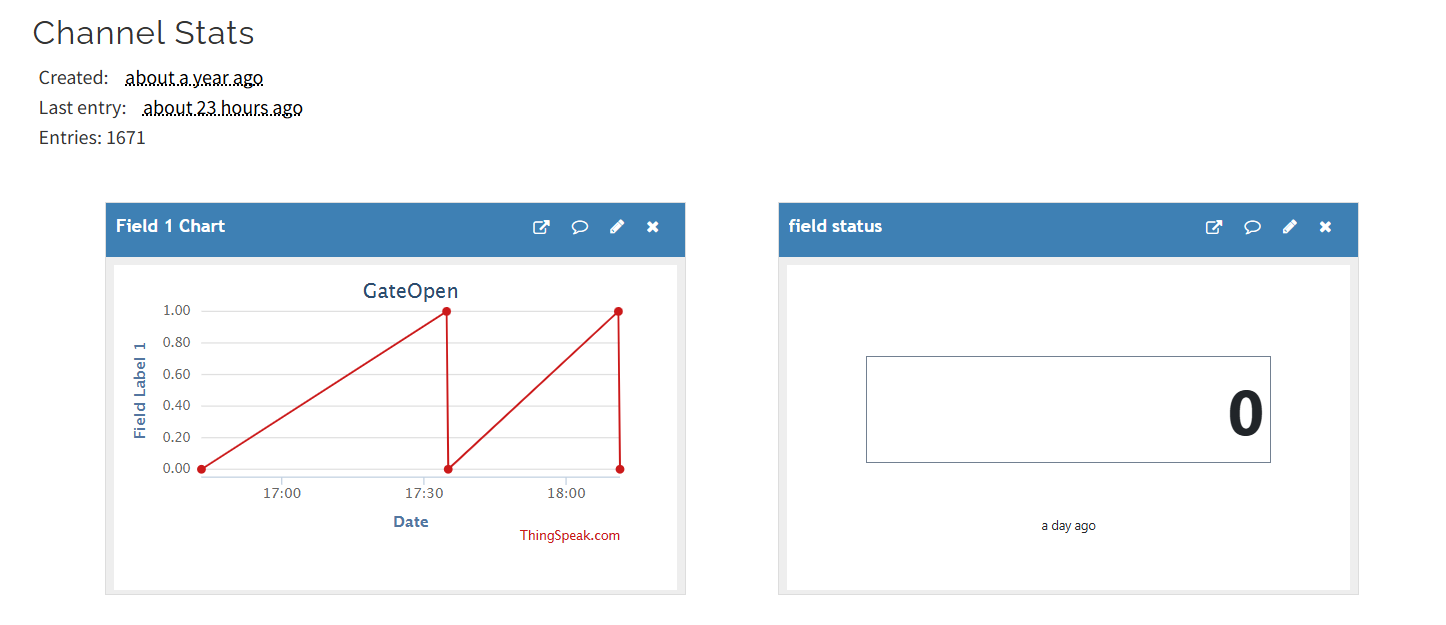 Channel Stats
Created: about a year ago
Last entry: about 23 hours ago
Entries: 1671
Field 1 Chart
GateOpen
1.00
0.80
0.60
0.40
0.20
0.00
Field Label 1
17:00 17:30 18:00
Date
ThingSpeak.com
field status
0
a day ago